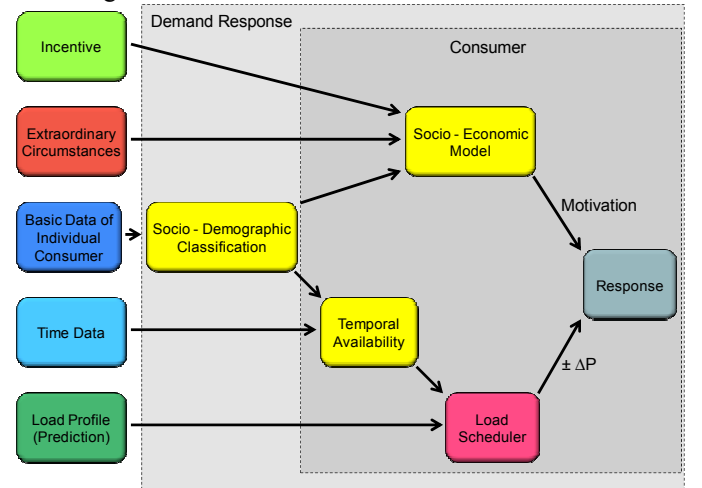 Demand Response
Consumer
Incentive
Extraordinary
Circumstances
Socio - Economic
Model
Basic Data of
Individual
Consumer
Socio - Demographic
Classification
Motivation
Response
Time Data
Temporal
Availability
± ΔP
Load Profile
(Prediction)
Load
Scheduler